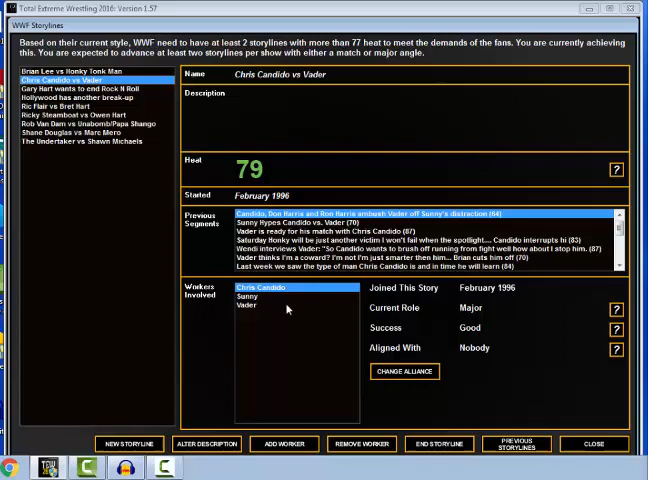 Total Extreme Wrestling 2016: Version 1.57
WWF Storylines
Based on their current style, WWF need to have at least 2 storylines with more than 77 heat to meet the demands of the fans. You are currently achieving
this. You are expected to advance at least two storylines per show with either a match or major angle.
Brian Lee vs Honky Tonk Man
Chris Candido vs Vader
Gary Hart wants to end Rock N Roll
Hollywood has another break-up
Ric Flair vs Bret Hart
Ricky Steamboat vs Owen Hart
Rob Van Dam vs Unabomb/Papa Shango
Shane Douglas vs Marc Mero
The Undertaker vs Shawn Michaels
Name
Chris Candido vs Vader
Description
Heat
79
?
Started
February 1996
Previous
Segments
Candido, Don Harris and Ron Harris ambush Vader off Sunny's distraction (64)
Sunny Hypes Candido vs. Vader (70)
Vader is ready for his match with Chris Candido (87)
Saturday Honky will be just another victim I won't fail when the spotlight.... Candido interrupts hi (83)
Wendi interviews Vader: "So Candido wants to brush off running from fight well how about I stop him. (87)
Vader thinks I'm a coward? I'm not I'm just smarter then him... Brian cuts him off (70)
Last week we saw the type of man Chris Candido is and in time he will learn (84)
Workers
Involved
Chris Candido
Sunny
Vader
Joined This Story
February 1996
Current Role
Major
?
Success
Good
?
Aligned With
Nobody
?
CHANGE ALLIANCE
NEW STORYLINE
ALTER DESCRIPTION
ADD WORKER
REMOVE WORKER
END STORYLINE
PREVIOUS
STORYLINES
CLOSE
TEW